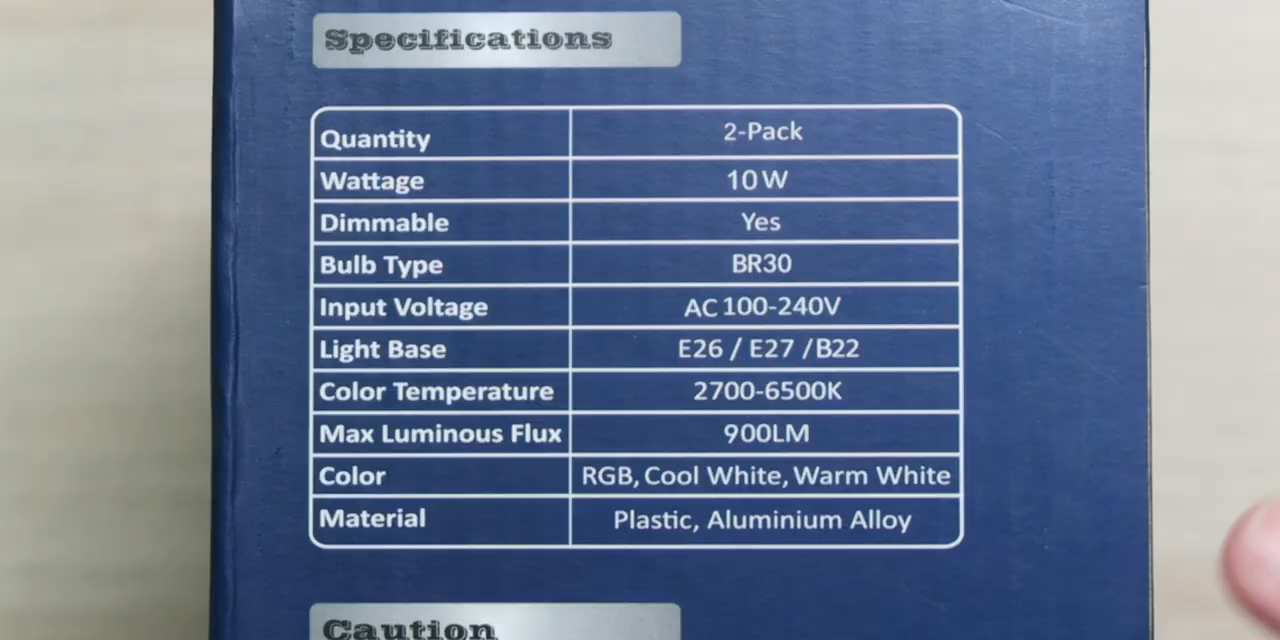 Specifications
Quantity 2-Pack
Wattage 10W
Dimmable Yes
Bulb Type BR30
Input Voltage AC 100-240V
Light Base E26 / E27 /B22
Color Temperature 2700-6500K
Max Luminous Flux 900LM
Color RGB, Cool White, Warm White
Material Plastic, Aluminium Alloy
Caution